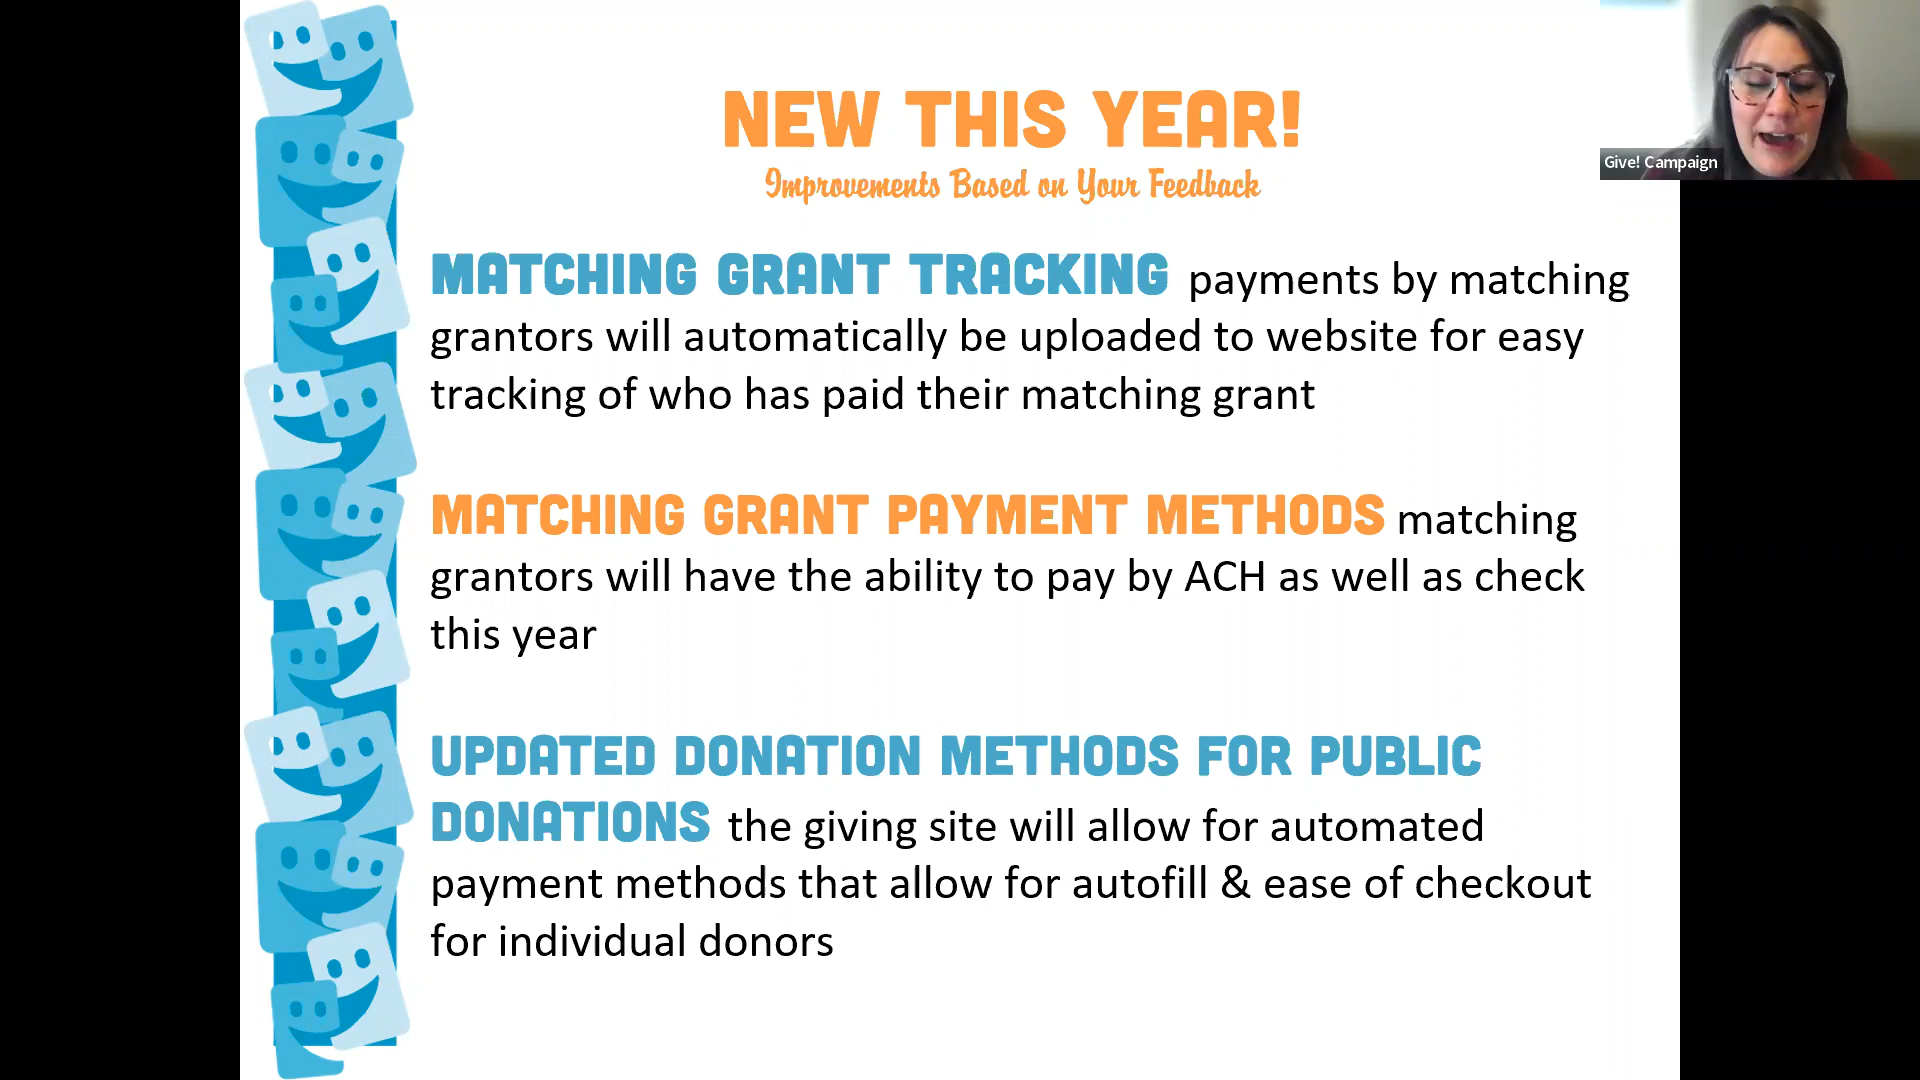 NEW THIS YEAR!
Improvements Based on Your Feedback
Give! Campaign
MATCHING GRANT TRACKING payments by matching
grantors will automatically be uploaded to website for easy
tracking of who has paid their matching grant
MATCHING GRANT PAYMENT METHODS matching
grantors will have the ability to pay by ACH as well as check
this year
UPDATED DONATION METHODS FOR PUBLIC
DONATIONS the giving site will allow for automated
payment methods that allow for autofill & ease of checkout
for individual donors